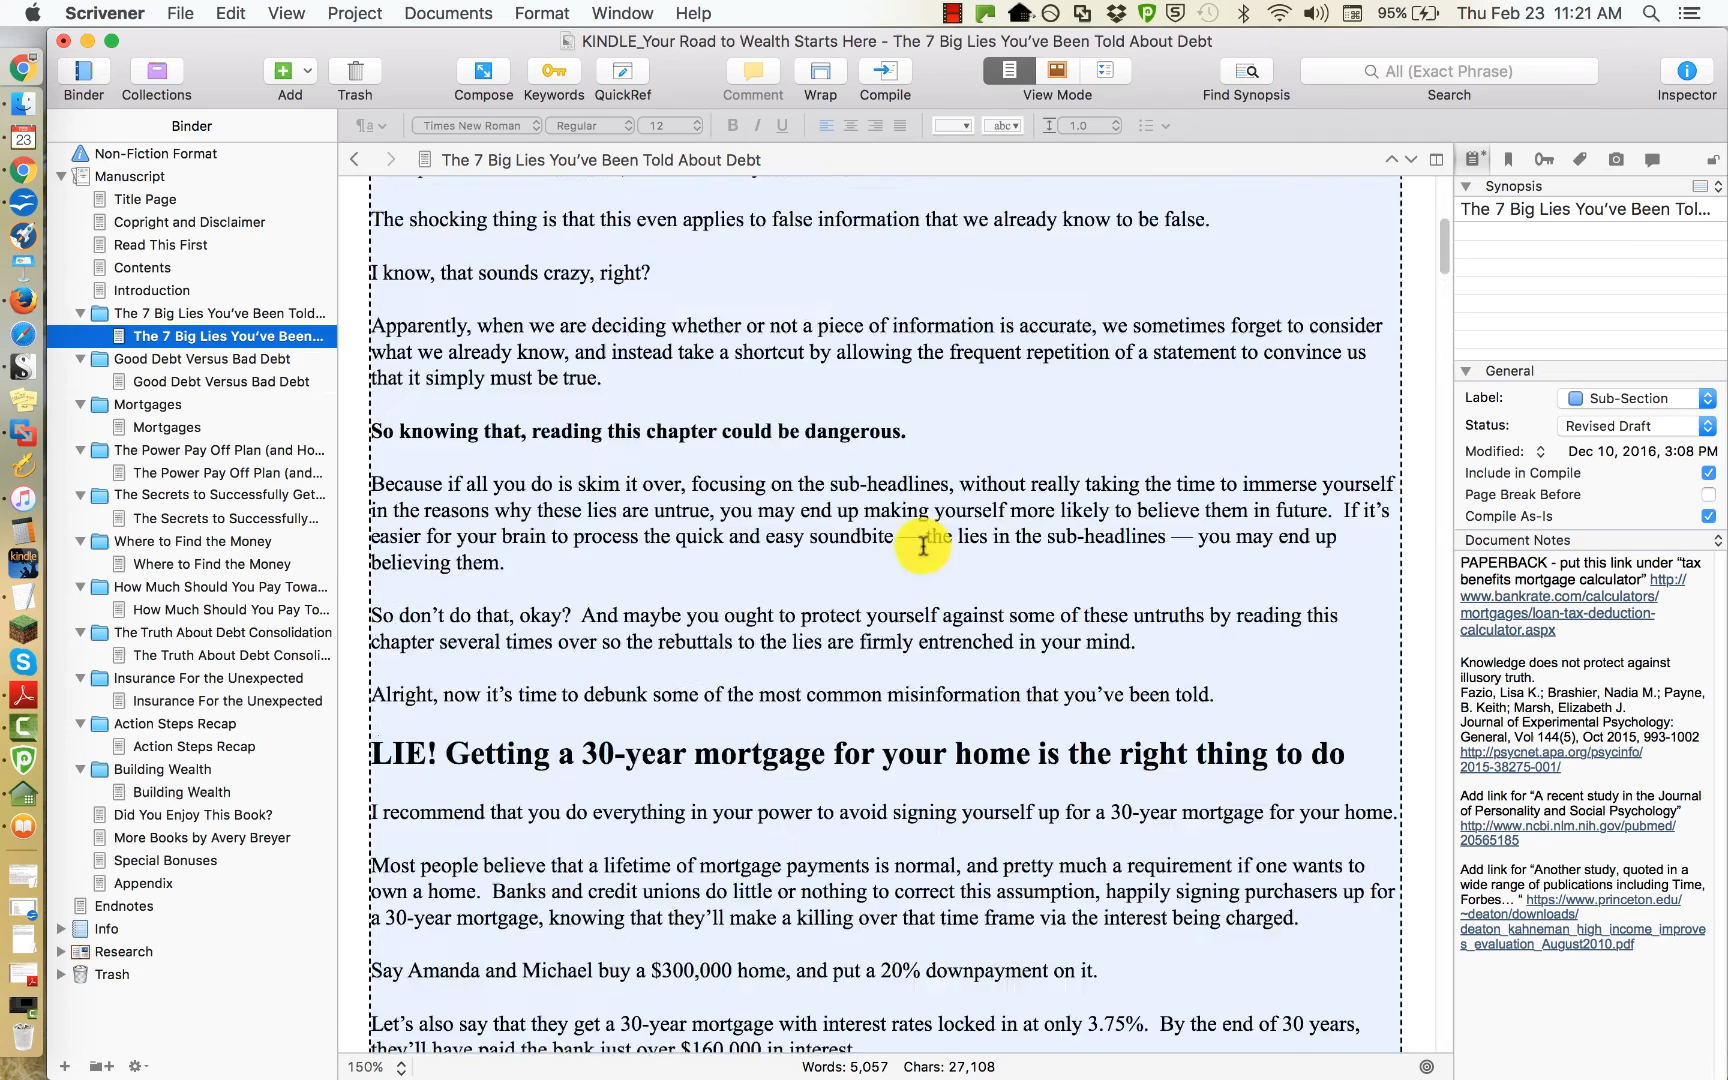 Scrivener File Edit View Project Documents Format Window Help 95% Thu Feb 23 11:21 AM
KINDLE_Your Road to Wealth Starts Here - The 7 Big Lies You've Been Told About Debt
Binder Collections Add Trash Compose Keywords QuickRef Comment Wrap Compile View Mode Find Synopsis All (Exact Phrase) Search Inspector
Binder
Times New Roman Regular 12 B I U abc 1.0
Non-Fiction Format
Manuscript
Title Page
Copright and Disclaimer
Read This First
Contents
Introduction
The 7 Big Lies You've Been Told...
The 7 Big Lies You've Been...
Good Debt Versus Bad Debt
Good Debt Versus Bad Debt
Mortgages
Mortgages
The Power Pay Off Plan (and Ho...
The Power Pay Off Plan (and...
The Secrets to Successfully Get...
The Secrets to Successfully...
Where to Find the Money
Where to Find the Money
How Much Should You Pay Towa...
How Much Should You Pay To...
The Truth About Debt Consolidation
The Truth About Debt Consoli...
Insurance For the Unexpected
Insurance For the Unexpected
Action Steps Recap
Action Steps Recap
Building Wealth
Building Wealth
Did You Enjoy This Book?
More Books by Avery Breyer
Special Bonuses
Appendix
Endnotes
Info
Research
Trash
The 7 Big Lies You've Been Told About Debt
The shocking thing is that this even applies to false information that we already know to be false.
I know, that sounds crazy, right?
Apparently, when we are deciding whether or not a piece of information is accurate, we sometimes forget to consider
what we already know, and instead take a shortcut by allowing the frequent repetition of a statement to convince us
that it simply must be true.
So knowing that, reading this chapter could be dangerous.
Because if all you do is skim it over, focusing on the sub-headlines, without really taking the time to immerse yourself
in the reasons why these lies are untrue, you may end up making yourself more likely to believe them in future.  If it's
easier for your brain to process the quick and easy soundbite — the lies in the sub-headlines — you may end up
believing them.
So don't do that, okay?  And maybe you ought to protect yourself against some of these untruths by reading this
chapter several times over so the rebuttals to the lies are firmly entrenched in your mind.
Alright, now it's time to debunk some of the most common misinformation that you've been told.
LIE! Getting a 30-year mortgage for your home is the right thing to do
I recommend that you do everything in your power to avoid signing yourself up for a 30-year mortgage for your home.
Most people believe that a lifetime of mortgage payments is normal, and pretty much a requirement if one wants to
own a home.  Banks and credit unions do little or nothing to correct this assumption, happily signing purchasers up for
a 30-year mortgage, knowing that they'll make a killing over that time frame via the interest being charged.
Say Amanda and Michael buy a $300,000 home, and put a 20% downpayment on it.
Let's also say that they get a 30-year mortgage with interest rates locked in at only 3.75%.  By the end of 30 years,
they'll have paid the bank just over $160,000 in interest.
150% Words: 5,057 Chars: 27,108
Synopsis
The 7 Big Lies You've Been Tol...
General
Label: Sub-Section
Status: Revised Draft
Modified: Dec 10, 2016, 3:08 PM
Include in Compile
Page Break Before
Compile As-Is
Document Notes
PAPERBACK - put this link under "tax
benefits mortgage calculator" http://
www.bankrate.com/calculators/
mortgages/loan-tax-deduction-
calculator.aspx
Knowledge does not protect against
illusory truth.
Fazio, Lisa K.; Brashier, Nadia M.; Payne,
B. Keith; Marsh, Elizabeth J.
Journal of Experimental Psychology:
General, Vol 144(5), Oct 2015, 993-1002
http://psycnet.apa.org/psycinfo/
2015-38275-001/
Add link for "A recent study in the Journal
of Personality and Social Psychology"
http://www.ncbi.nlm.nih.gov/pubmed/
20565185
Add link for "Another study, quoted in a
wide range of publications including Time,
Forbes... " https://www.princeton.edu/
~deaton/downloads/
deaton_kahneman_high_income_improve
s_evaluation_August2010.pdf
FEB
23
kindle